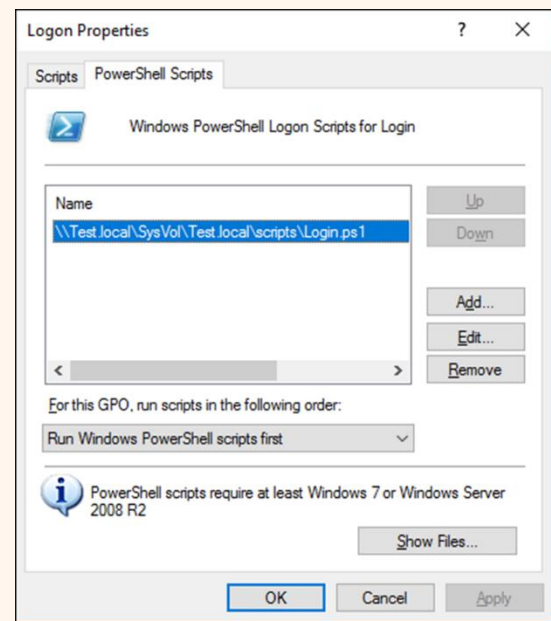 Logon Properties ? ×
Scripts PowerShell Scripts
Windows PowerShell Logon Scripts for Login
Name
\\Test.local\SysVol\Test.local\scripts\Login.ps1
Up
Down
Add...
Edit...
Remove
For this GPO, run scripts in the following order:
Run Windows PowerShell scripts first
PowerShell scripts require at least Windows 7 or Windows Server
2008 R2
Show Files...
OK Cancel Apply